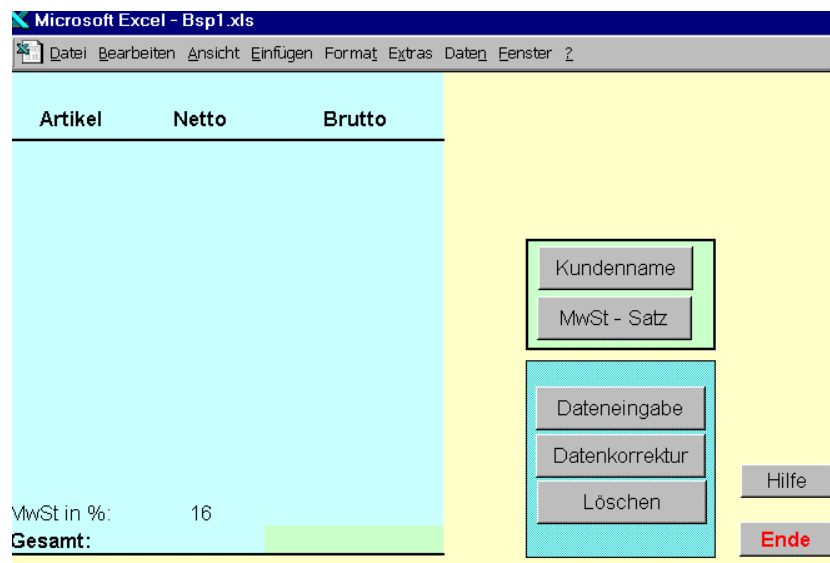 Microsoft Excel - Bsp1.xls
Datei Bearbeiten Ansicht Einfügen Format Extras Daten Fenster ?
Artikel Netto Brutto
Kundenname
MwSt - Satz
Dateneingabe
Datenkorrektur
Hilfe
Löschen
MwSt in %: 16
Gesamt:
Ende